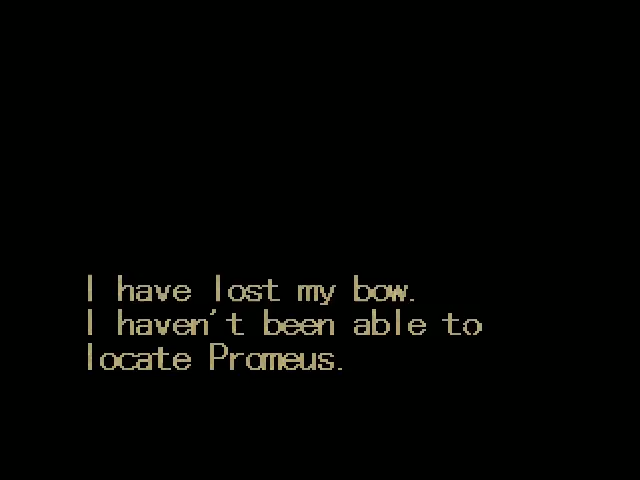 I have lost my bow.
I haven't been able to
locate Promeus.